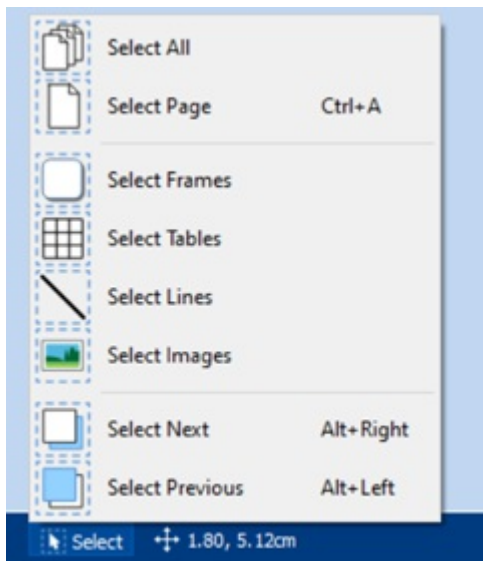 Select All
Select Page Ctrl+A
Select Frames
Select Tables
Select Lines
Select Images
Select Next Alt+Right
Select Previous Alt+Left
Select 1.80, 5.12cm